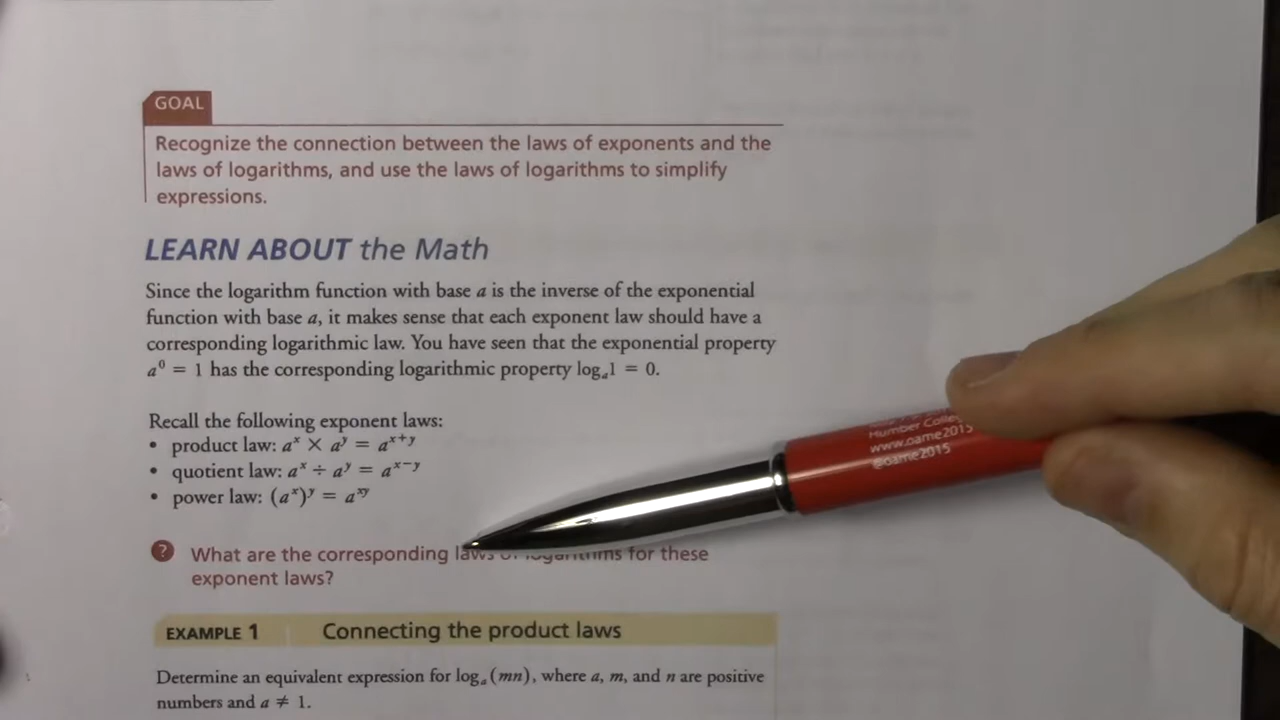 GOAL
Recognize the connection between the laws of exponents and the
laws of logarithms, and use the laws of logarithms to simplify
expressions.
LEARN ABOUT the Math
Since the logarithm function with base a is the inverse of the exponential
function with base a, it makes sense that each exponent law should have a
corresponding logarithmic law. You have seen that the exponential property
a⁰ = 1 has the corresponding logarithmic property logₐ1 = 0.
Recall the following exponent laws:
• product law: aˣ × aʸ = aˣ⁺ʸ
• quotient law: aˣ ÷ aʸ = aˣ⁻ʸ
• power law: (aˣ)ʸ = aˣʸ
? What are the corresponding laws of logarithms for these
exponent laws?
EXAMPLE 1 Connecting the product laws
Determine an equivalent expression for logₐ(mn), where a, m, and n are positive
numbers and a ≠ 1.
Humber
www.oame2015
@oame2015